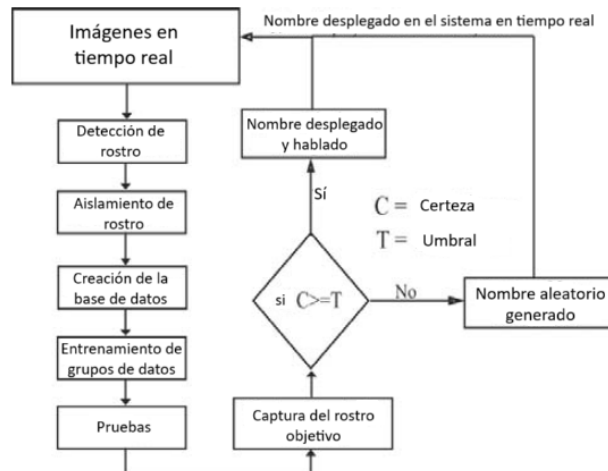 Imágenes en
tiempo real
Nombre desplegado en el sistema en tiempo real
Detección de
rostro
Nombre desplegado
y hablado
Aislamiento de
rostro
Sí
C = Certeza
T = Umbral
Creación de la
base de datos
si C>=T
No
Nombre aleatorio
generado
Entrenamiento de
grupos de datos
Pruebas
Captura del rostro
objetivo